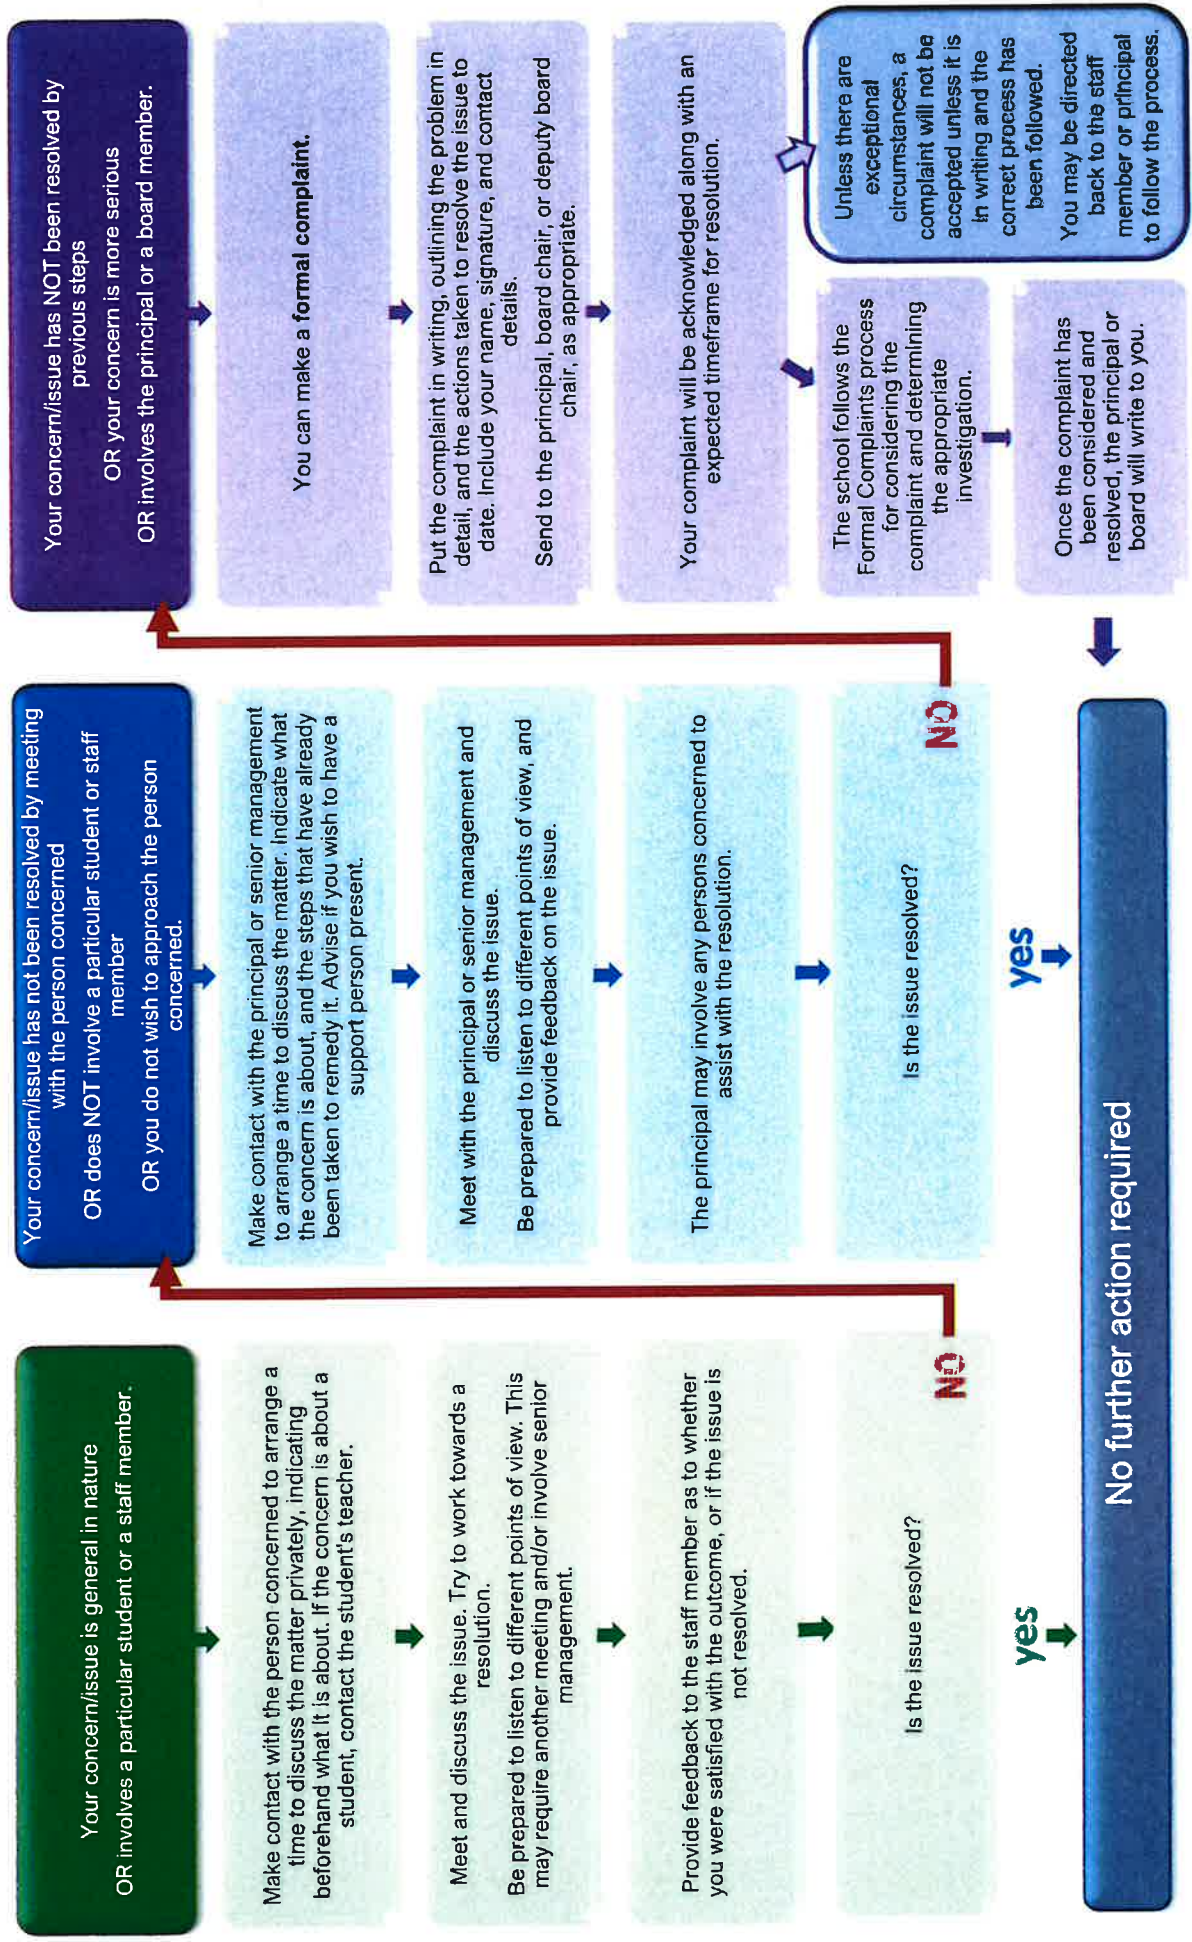 Your concern/issue is general in nature
OR involves a particular student or a staff member.
Make contact with the person concerned to arrange a
time to discuss the matter privately, indicating
beforehand what it is about. If the concern is about a
student, contact the student's teacher.
Meet and discuss the issue. Try to work towards a
resolution.
Be prepared to listen to different points of view. This
may require another meeting and/or involve senior
management.
Provide feedback to the staff member as to whether
you were satisfied with the outcome, or if the issue is
not resolved.
Is the issue resolved?
NO
yes
Your concern/issue has not been resolved by meeting
with the person concerned
OR does NOT involve a particular student or staff
member
OR you do not wish to approach the person
concerned.
Make contact with the principal or senior management
to arrange a time to discuss the matter. Indicate what
the concern is about, and the steps that have already
been taken to remedy it. Advise if you wish to have a
support person present.
Meet with the principal or senior management and
discuss the issue.
Be prepared to listen to different points of view, and
provide feedback on the issue.
The principal may involve any persons concerned to
assist with the resolution.
Is the issue resolved?
NO
yes
Your concern/issue has NOT been resolved by
previous steps
OR your concern is more serious
OR involves the principal or a board member.
You can make a formal complaint.
Put the complaint in writing, outlining the problem in
detail, and the actions taken to resolve the issue to
date. Include your name, signature, and contact
details.
Send to the principal, board chair, or deputy board
chair, as appropriate.
Your complaint will be acknowledged along with an
expected timeframe for resolution.
The school follows the
Formal Complaints process
for considering the
complaint and determining
the appropriate
investigation.
Once the complaint has
been considered and
resolved, the principal or
board will write to you.
Unless there are
exceptional
circumstances, a
complaint will not be
accepted unless it is
in writing and the
correct process has
been followed.
You may be directed
back to the staff
member or principal
to follow the process.
No further action required